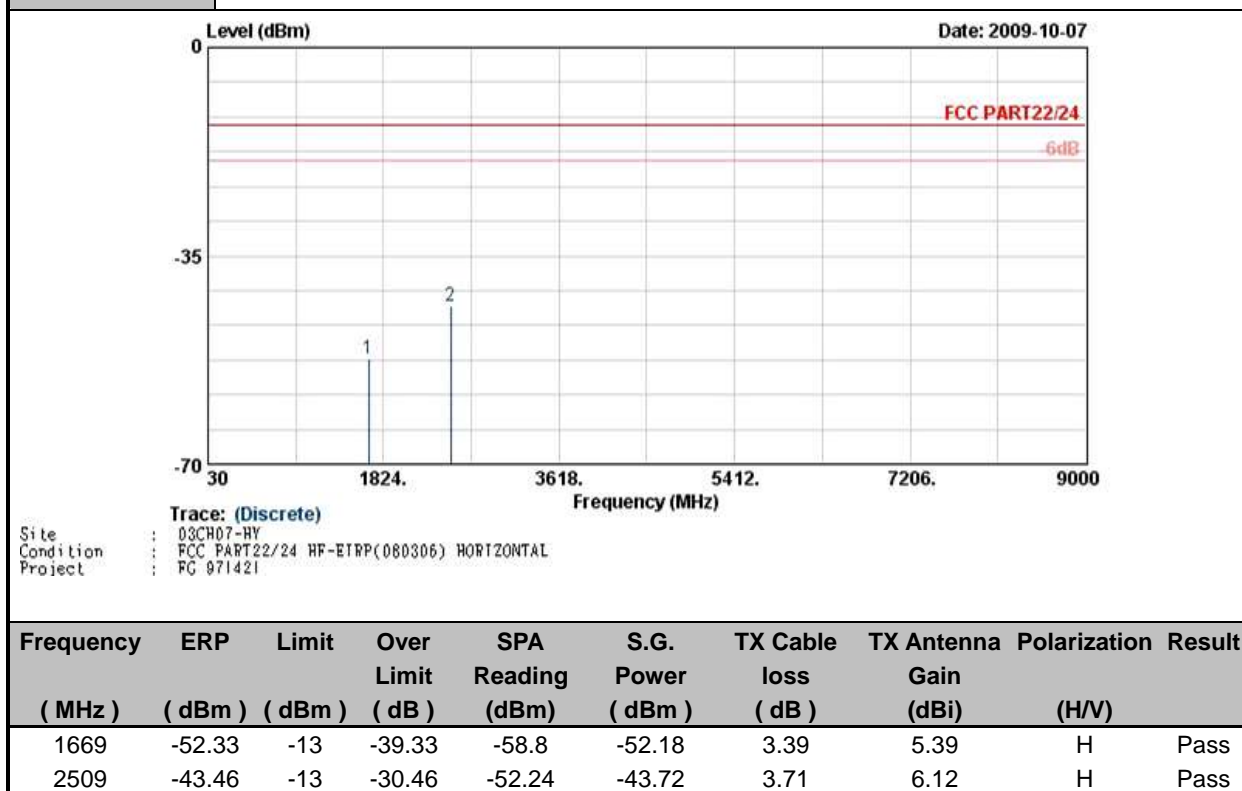 Level (dBm) Date: 2009-10-07
0
FCC PART22/24
-6dB
-35
2
1
-70
30 1824. 3618. 5412. 7206. 9000
Frequency (MHz)
Trace: (Discrete)
Site : 03CH07-HY
Condition : FCC PART22/24 HF-EIRP(080306) HORIZONTAL
Project : FG 971421
Frequency ERP Limit Over SPA S.G. TX Cable TX Antenna Polarization Result
Limit Reading Power loss Gain
( MHz ) ( dBm ) ( dBm ) ( dB ) (dBm) ( dBm ) ( dB ) (dBi) (H/V)
1669 -52.33 -13 -39.33 -58.8 -52.18 3.39 5.39 H Pass
2509 -43.46 -13 -30.46 -52.24 -43.72 3.71 6.12 H Pass